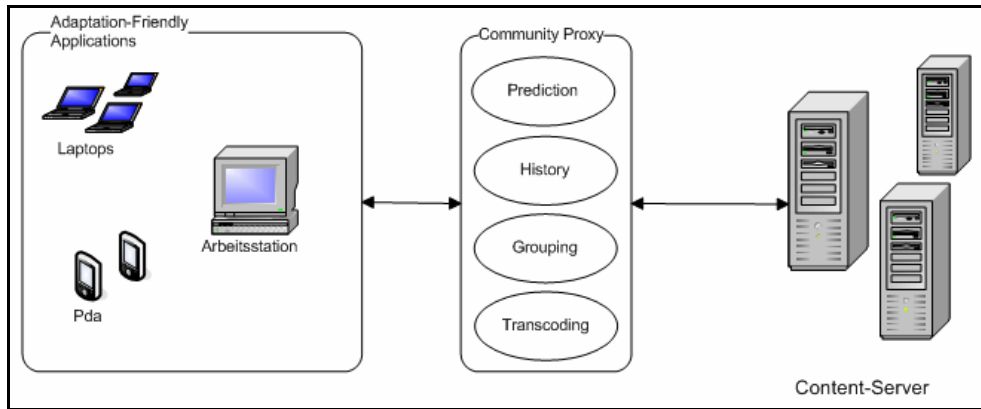 Adaptation-Friendly
Applications
Laptops
Arbeitsstation
Pda
Community Proxy
Prediction
History
Grouping
Transcoding
Content-Server